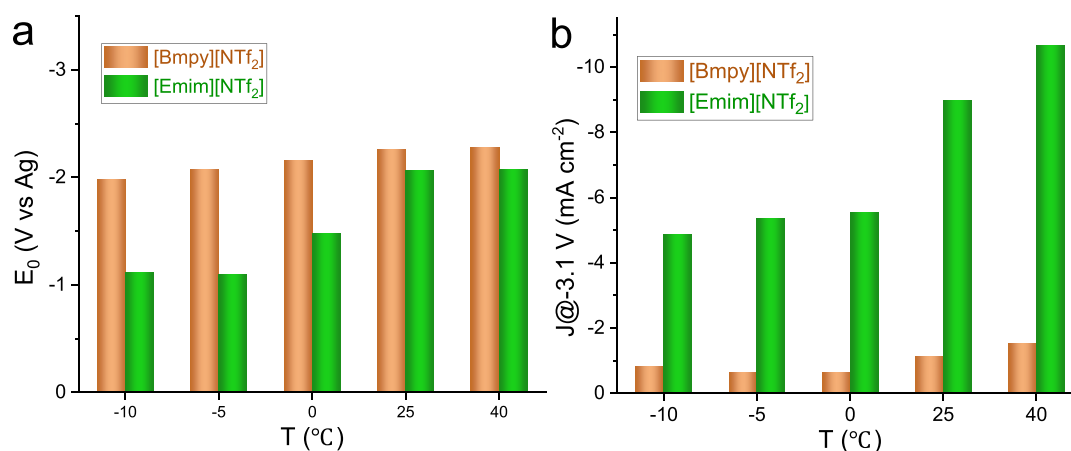 a
[Bmpy][NTf₂]
[Emim][NTf₂]
E₀ (V vs Ag)
-3
-2
-1
0
-10 -5 0 25 40
T (℃)
b
[Bmpy][NTf₂]
[Emim][NTf₂]
J@-3.1 V (mA cm⁻²)
-10
-8
-6
-4
-2
0
-10 -5 0 25 40
T (℃)